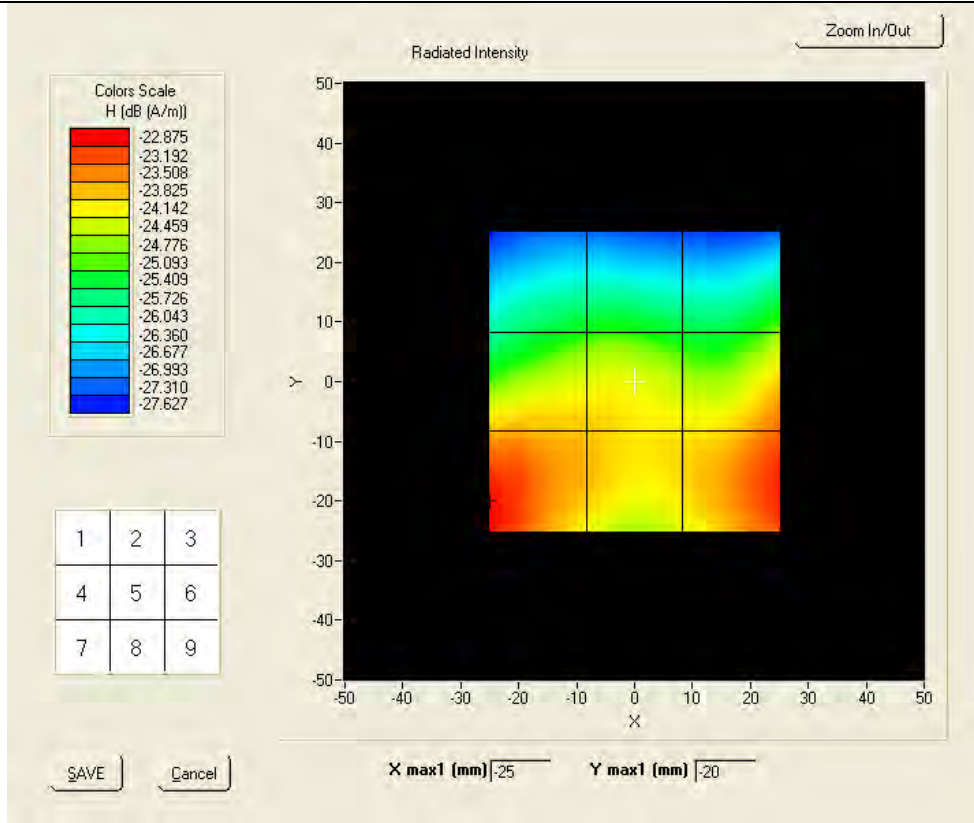 Zoom In/Out
Radiated Intensity
Colors Scale
H (dB (A/m))
-22.875
-23.192
-23.508
-23.825
-24.142
-24.459
-24.776
-25.093
-25.409
-25.726
-26.043
-26.360
-26.677
-26.993
-27.310
-27.627
50
40
30
20
10
0
-10
-20
-30
-40
-50
Y
-50 -40 -30 -20 -10 0 10 20 30 40 50
X
1 2 3
4 5 6
7 8 9
SAVE Cancel
X max1 (mm) -25 Y max1 (mm) -20